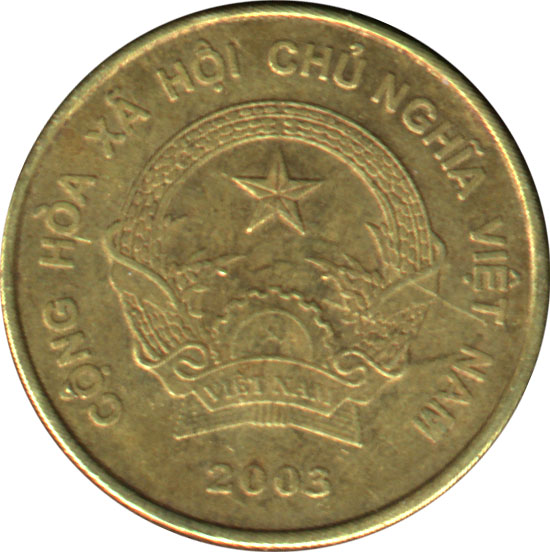 CỘNG HÒA XÃ HỘI CHỦ NGHĨA VIỆT NAM
VIỆT NAM
2003